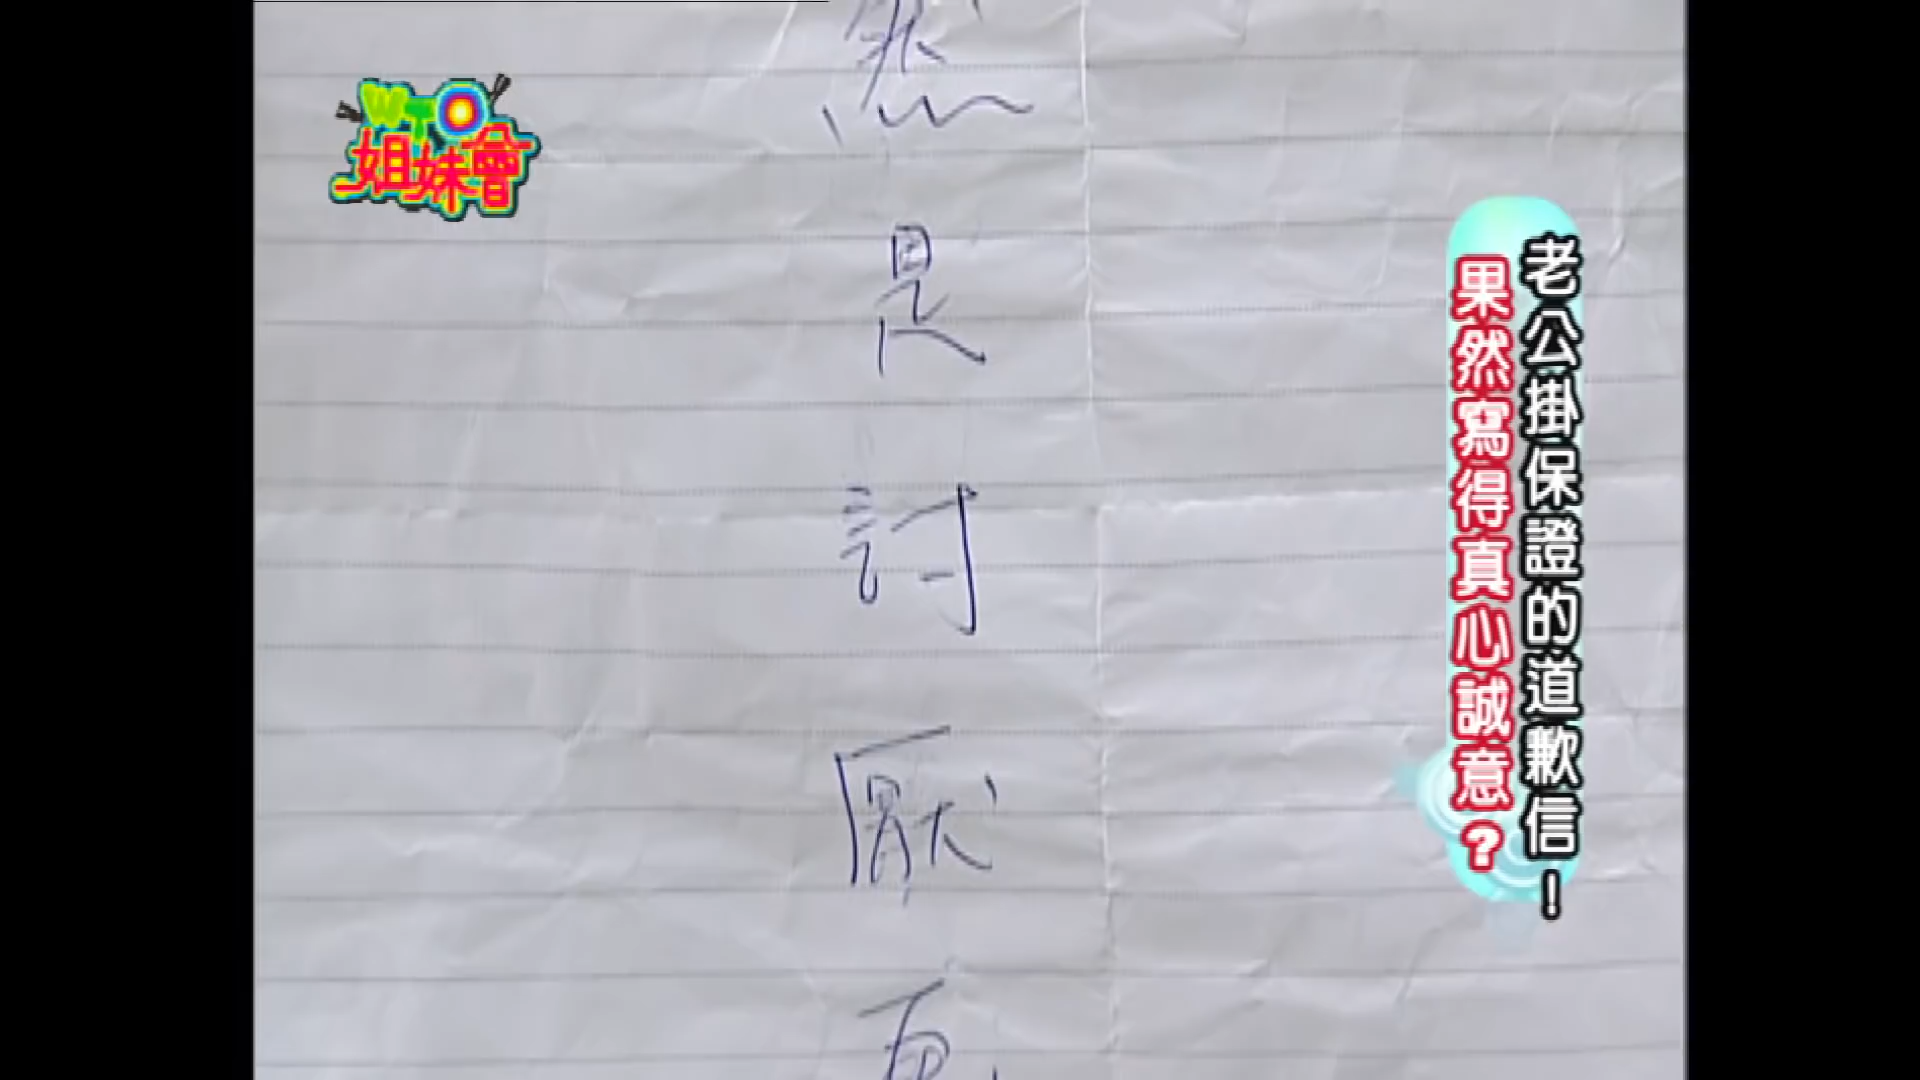 WTO
姐妹會
老公掛保證的道歉信！
果然寫得真心誠意？
是
討
厭